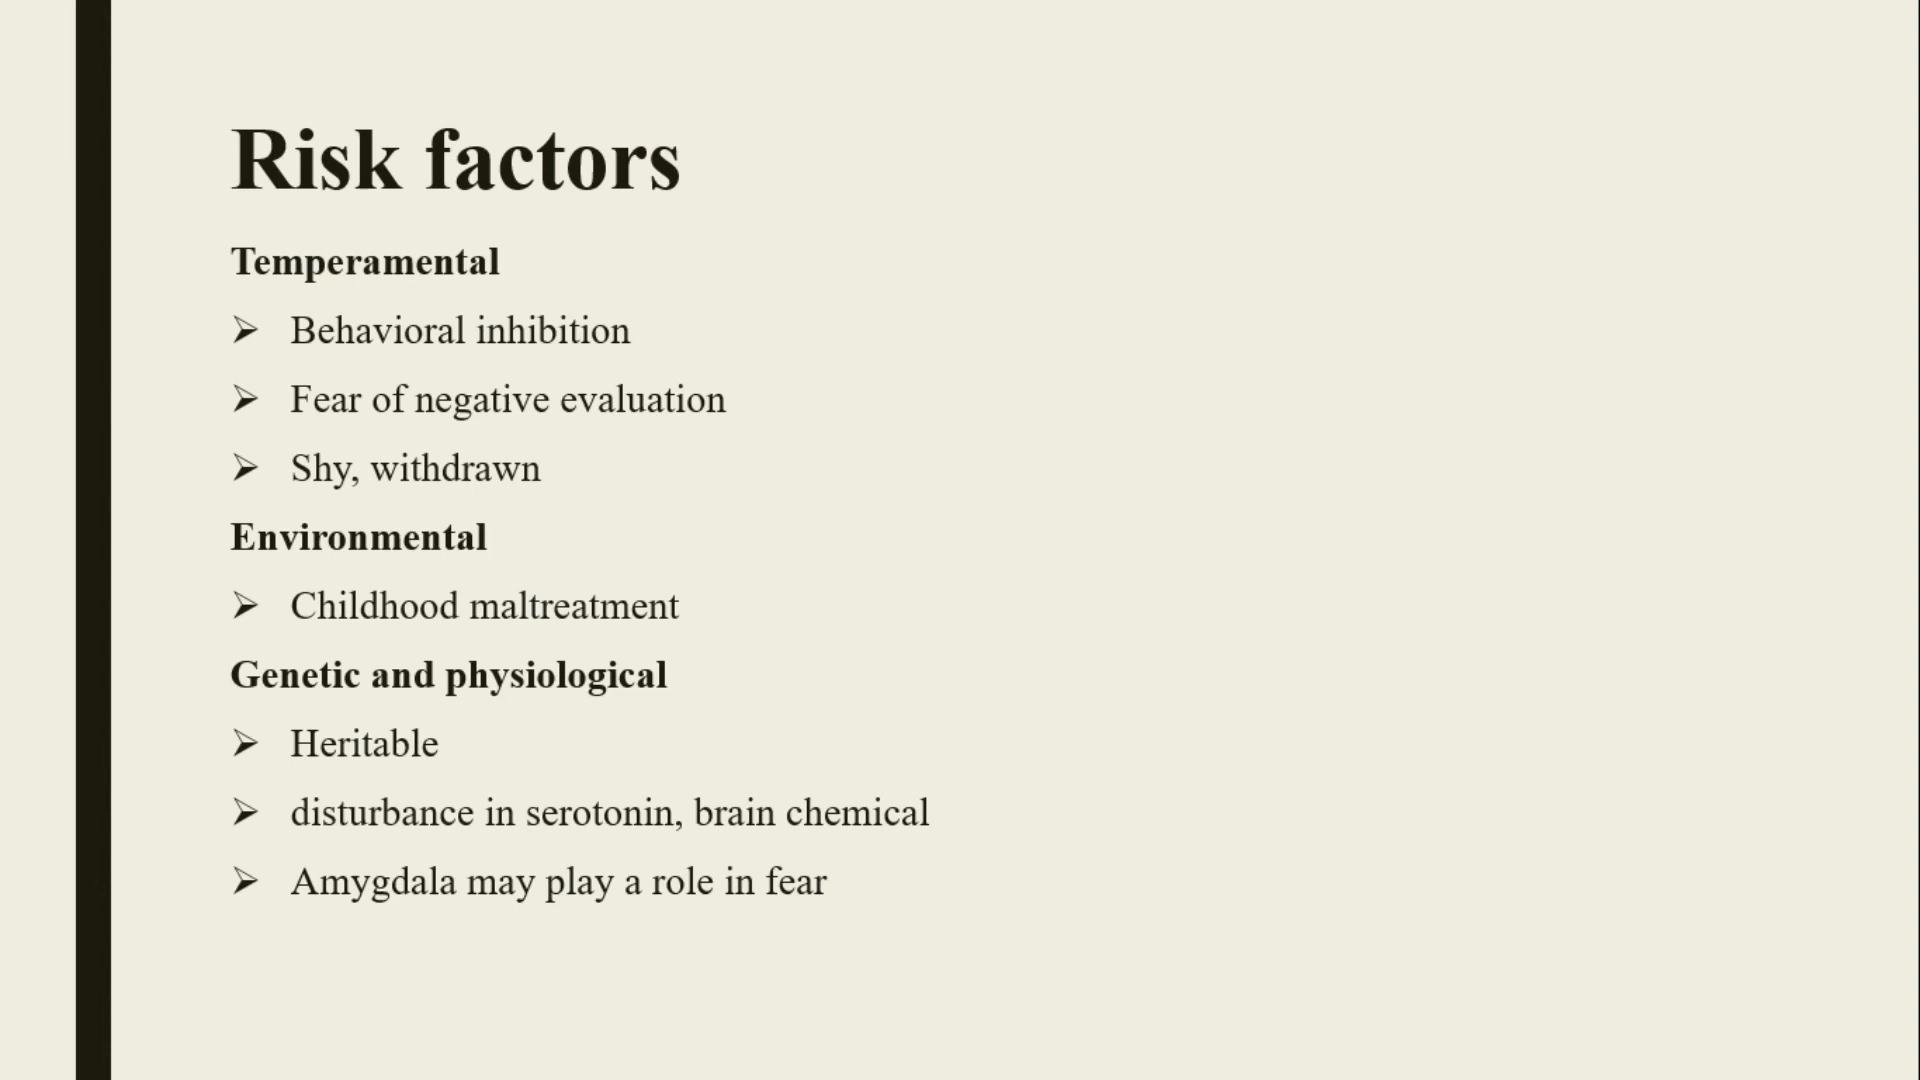 Risk factors
Temperamental
➢ Behavioral inhibition
➢ Fear of negative evaluation
➢ Shy, withdrawn
Environmental
➢ Childhood maltreatment
Genetic and physiological
➢ Heritable
➢ disturbance in serotonin, brain chemical
➢ Amygdala may play a role in fear